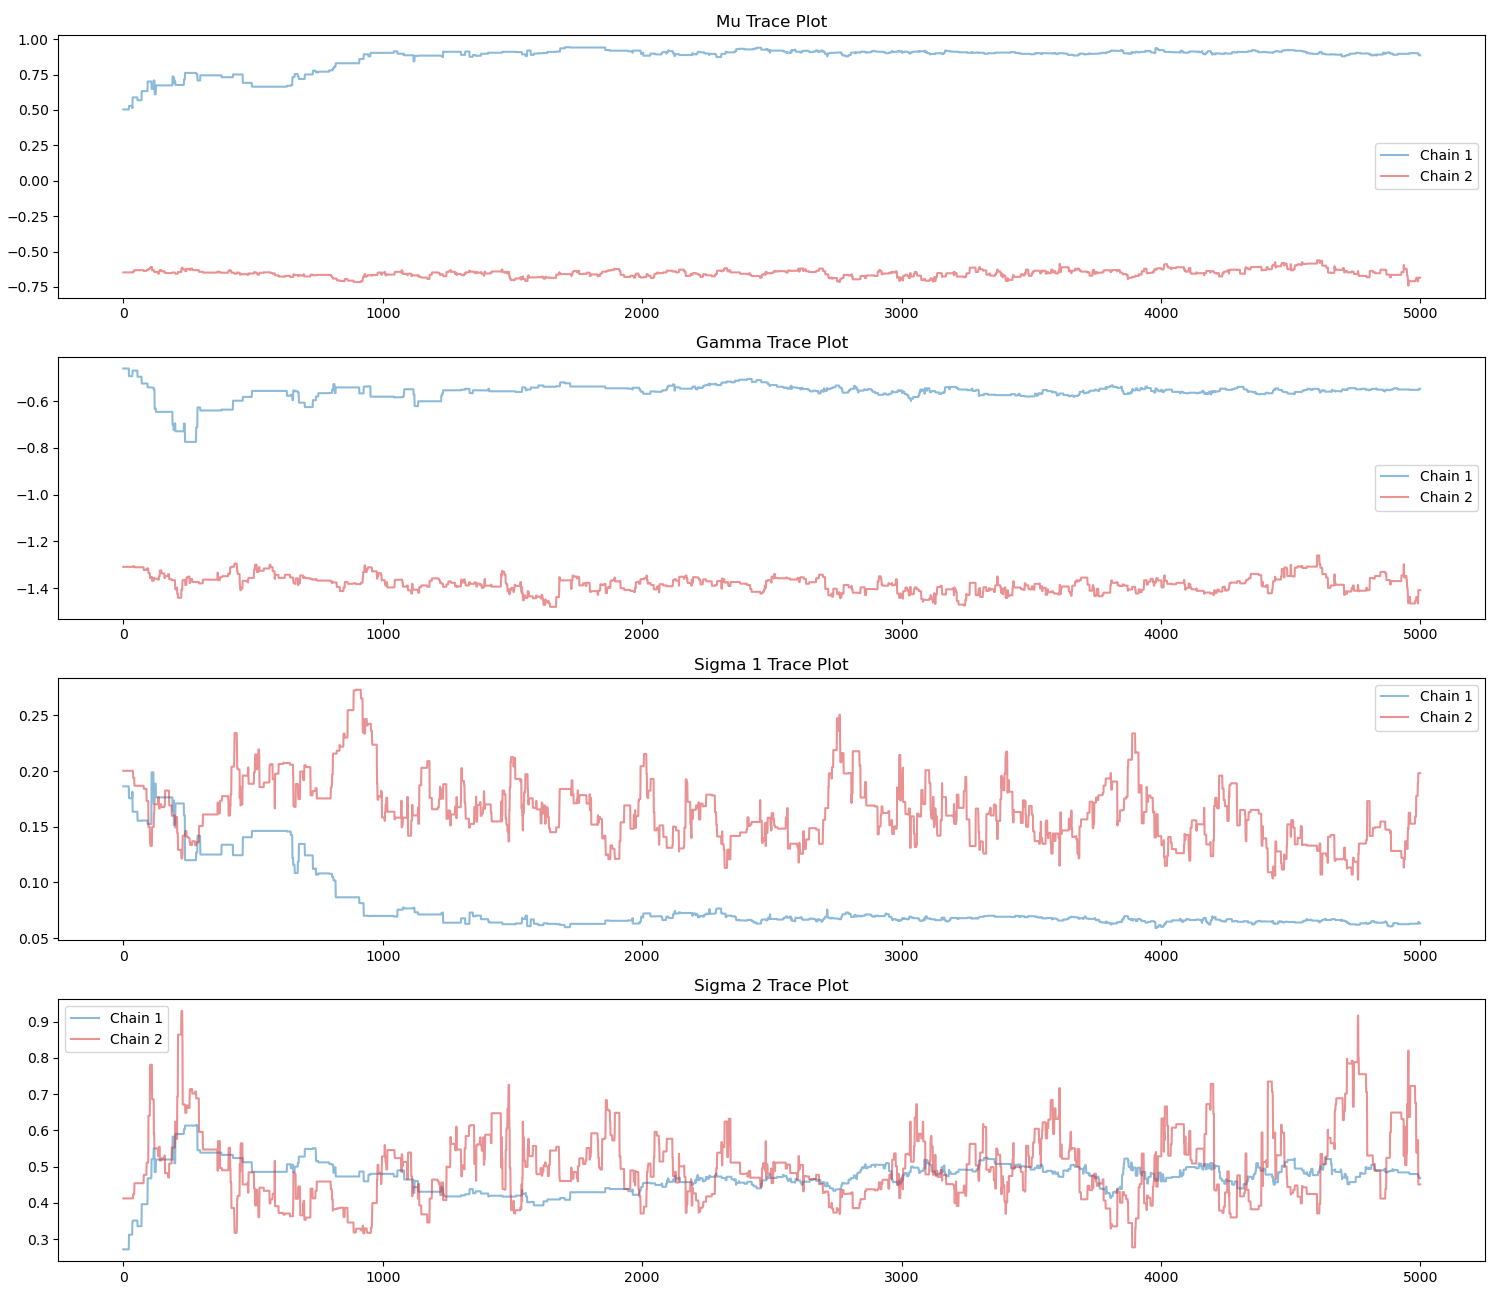 Mu Trace Plot
1.00
0.75
0.50
0.25
0.00
−0.25
−0.50
−0.75
Chain 1
Chain 2
0 1000 2000 3000 4000 5000
Gamma Trace Plot
−0.6
−0.8
−1.0
−1.2
−1.4
Chain 1
Chain 2
0 1000 2000 3000 4000 5000
Sigma 1 Trace Plot
0.25
0.20
0.15
0.10
0.05
Chain 1
Chain 2
0 1000 2000 3000 4000 5000
Sigma 2 Trace Plot
0.9
0.8
0.7
0.6
0.5
0.4
0.3
Chain 1
Chain 2
0 1000 2000 3000 4000 5000